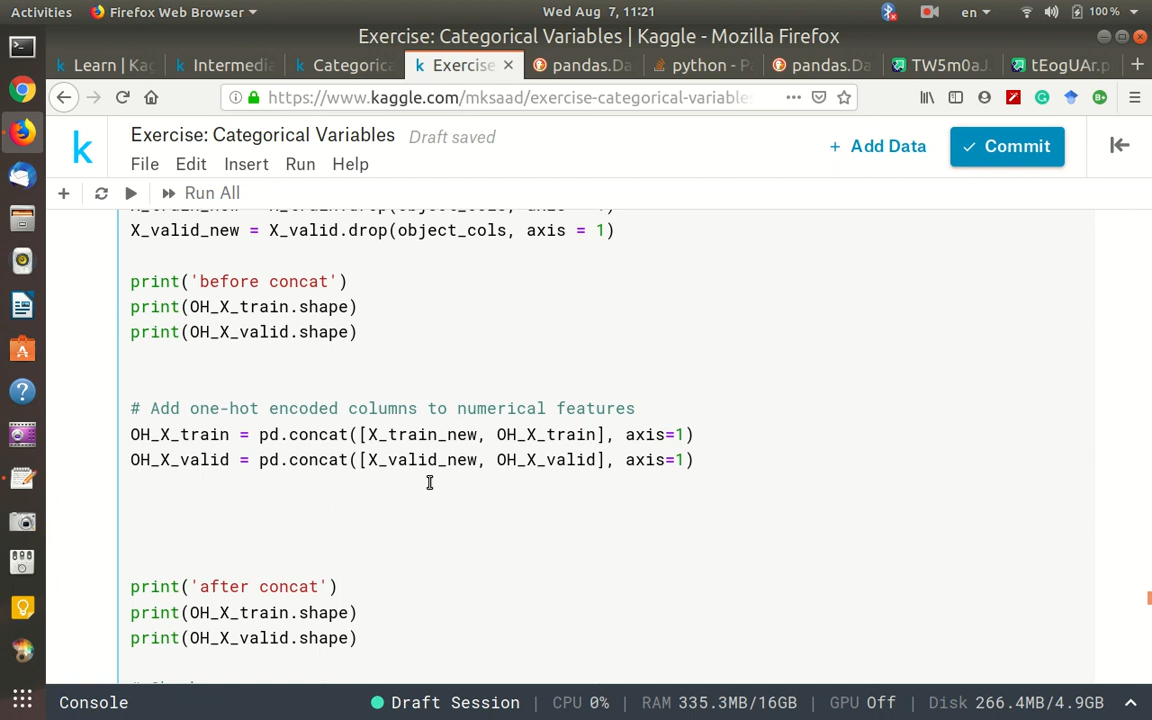 Activities Firefox Web Browser Wed Aug 7, 11:21 en 100 %
Exercise: Categorical Variables | Kaggle - Mozilla Firefox
Learn | Kag Intermedia Categorica Exercise pandas.Da python - P pandas.Da TW5m0aJ. tEogUAr.p
https://www.kaggle.com/mksaad/exercise-categorical-variable
Exercise: Categorical Variables Draft saved
File Edit Insert Run Help
+ Add Data
Commit
Run All
X_valid_new = X_valid.drop(object_cols, axis = 1)
print('before concat')
print(OH_X_train.shape)
print(OH_X_valid.shape)
# Add one-hot encoded columns to numerical features
OH_X_train = pd.concat([X_train_new, OH_X_train], axis=1)
OH_X_valid = pd.concat([X_valid_new, OH_X_valid], axis=1)
print('after concat')
print(OH_X_train.shape)
print(OH_X_valid.shape)
Console Draft Session | CPU 0% | RAM 335.3MB/16GB | GPU Off | Disk 266.4MB/4.9GB